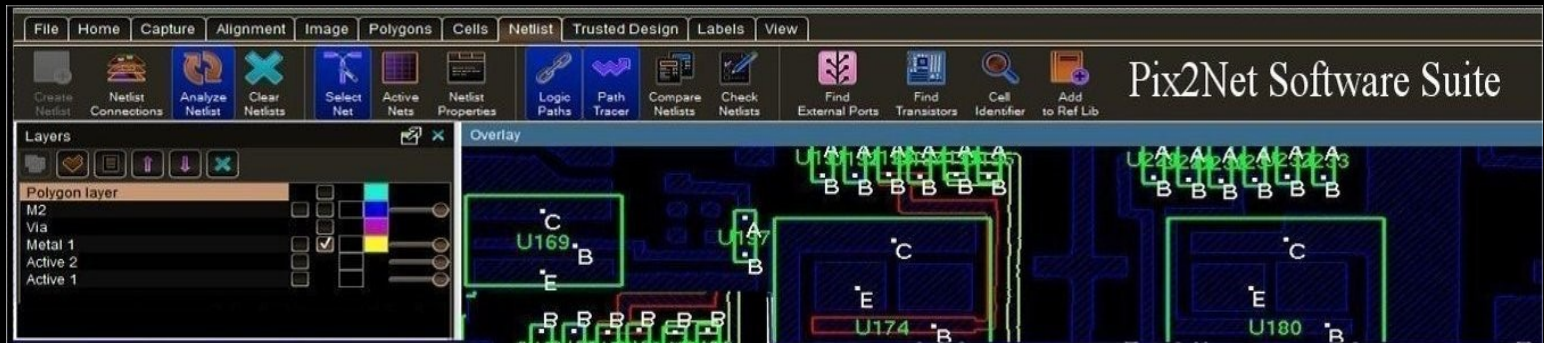 File Home Capture Alignment Image Polygons Cells Netlist Trusted Design Labels View
Create Netlist
Netlist Connections
Analyze Netlist
Clear Netlists
Select Net
Active Nets
Netlist Properties
Logic Paths
Path Tracer
Compare Netlists
Check Netlists
Find External Ports
Find Transistors
Cell Identifier
Add to Ref Lib
Pix2Net Software Suite
Layers
Overlay
Polygon layer
M2
Via
Metal 1
Active 2
Active 1
A A
B B B B B B
B B B B B B
C
U169
B
E
A
B
C
E
U174
B
C
E
U180
B
B B B B B B